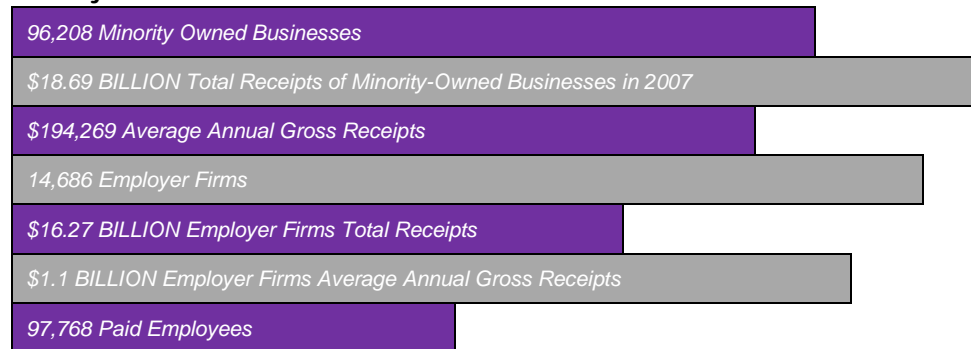 96,208 Minority Owned Businesses
$18.69 BILLION Total Receipts of Minority-Owned Businesses in 2007
$194,269 Average Annual Gross Receipts
14,686 Employer Firms
$16.27 BILLION Employer Firms Total Receipts
$1.1 BILLION Employer Firms Average Annual Gross Receipts
97,768 Paid Employees